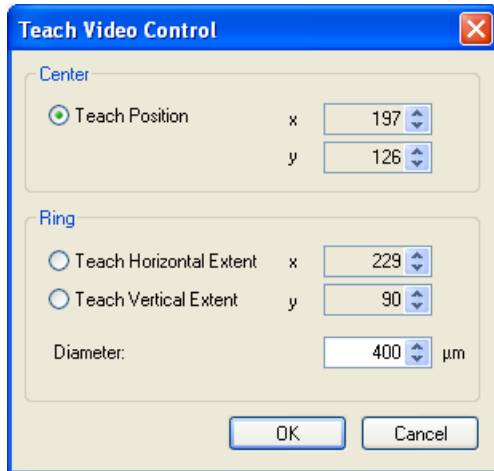 Teach Video Control
Center
Teach Position x 197
y 126
Ring
Teach Horizontal Extent x 229
Teach Vertical Extent y 90
Diameter: 400 µm
OK Cancel